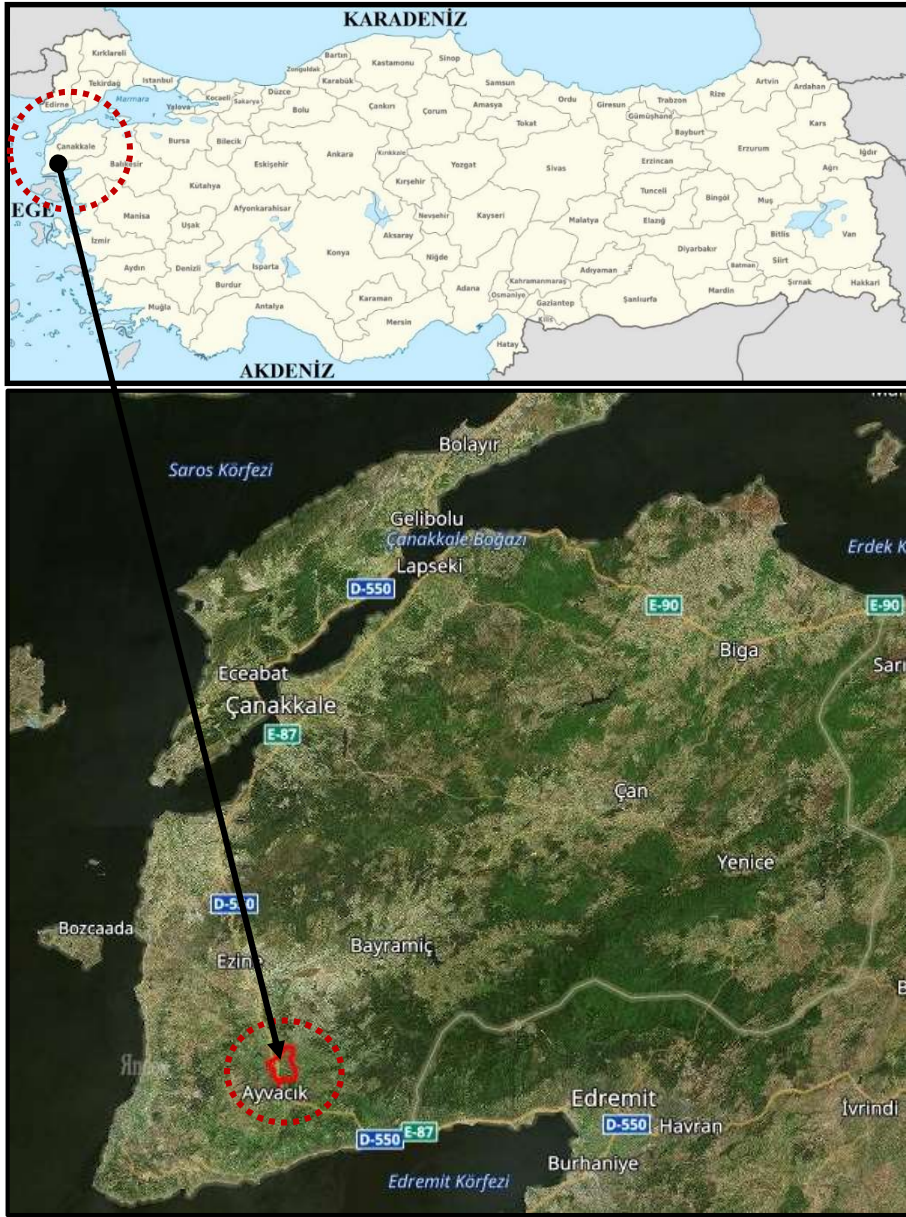 KARADENİZ
Kırklareli
Edirne
Tekirdağ
Istanbul
Marmara
Yalova
Kocaeli
Sakarya
Düzce
Zonguldak
Bartın
Karabük
Kastamonu
Sinop
Samsun
Bolu
Çankırı
Çorum
Amasya
Ordu
Giresun
Trabzon
Rize
Artvin
Ardahan
Tokat
Gümüşhane
Bayburt
Kars
Çanakkale
Balıkesir
Bursa
Bilecik
Eskişehir
Ankara
Kırıkkale
Yozgat
Sivas
Erzincan
Erzurum
Iğdır
Ağrı
Kütahya
Kırşehir
Tunceli
Bingöl
Muş
EGE
Manisa
Uşak
Afyonkarahisar
Nevşehir
Kayseri
Malatya
Elazığ
Bitlis
Van
İzmir
Konya
Aksaray
Niğde
Diyarbakır
Batman
Siirt
Aydın
Denizli
Isparta
Burdur
Kahramanmaraş
Adıyaman
Mardin
Şırnak
Hakkari
Muğla
Antalya
Karaman
Mersin
Adana
Osmaniye
Gaziantep
Şanlıurfa
Kilis
Hatay
AKDENİZ
Bolayır
Saros Körfezi
Gelibolu
Çanakkale Boğazı
Lapseki
Erdek K
D-550
E-90
E-90
Eceabat
Biga
Sarı
Çanakkale
E-87
Çan
Yenice
D-550
Bozcaada
Bayramiç
Ezine
B
Ayvacık
Edremit
İvrindi
D-550
E-87
D-550
Havran
Burhaniye
Edremit Körfezi